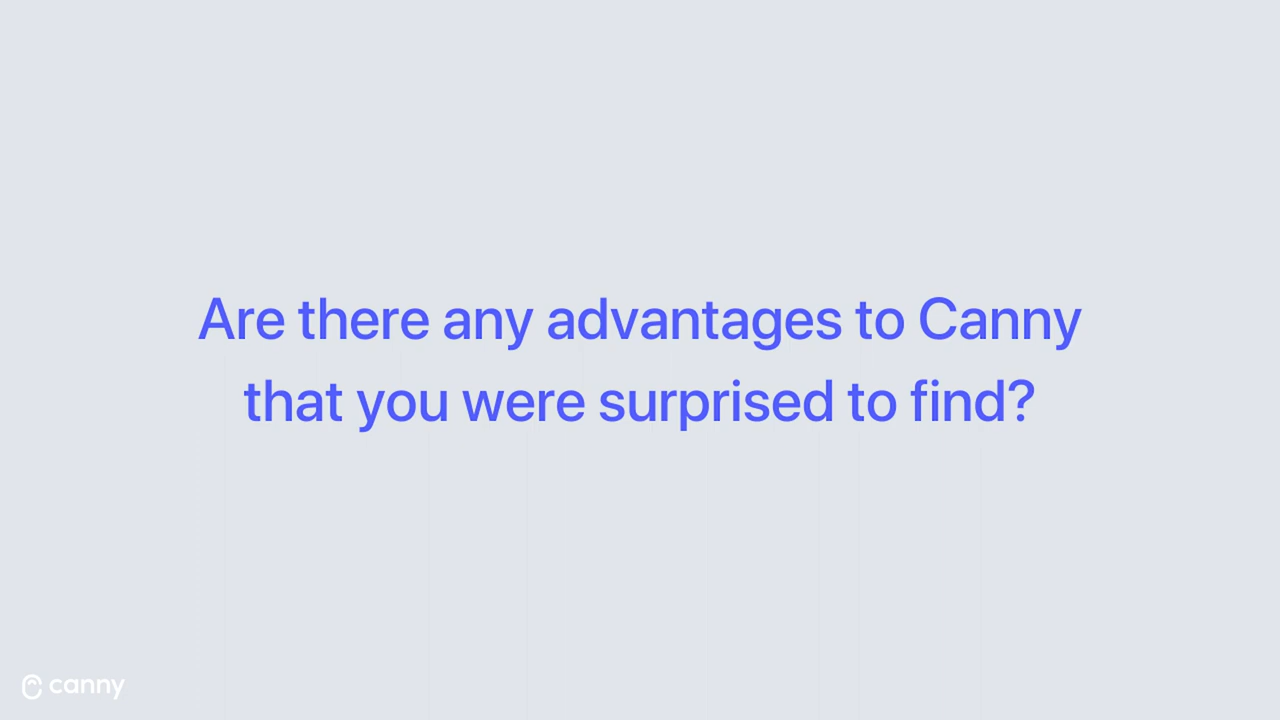 Are there any advantages to Canny
that you were surprised to find?
canny